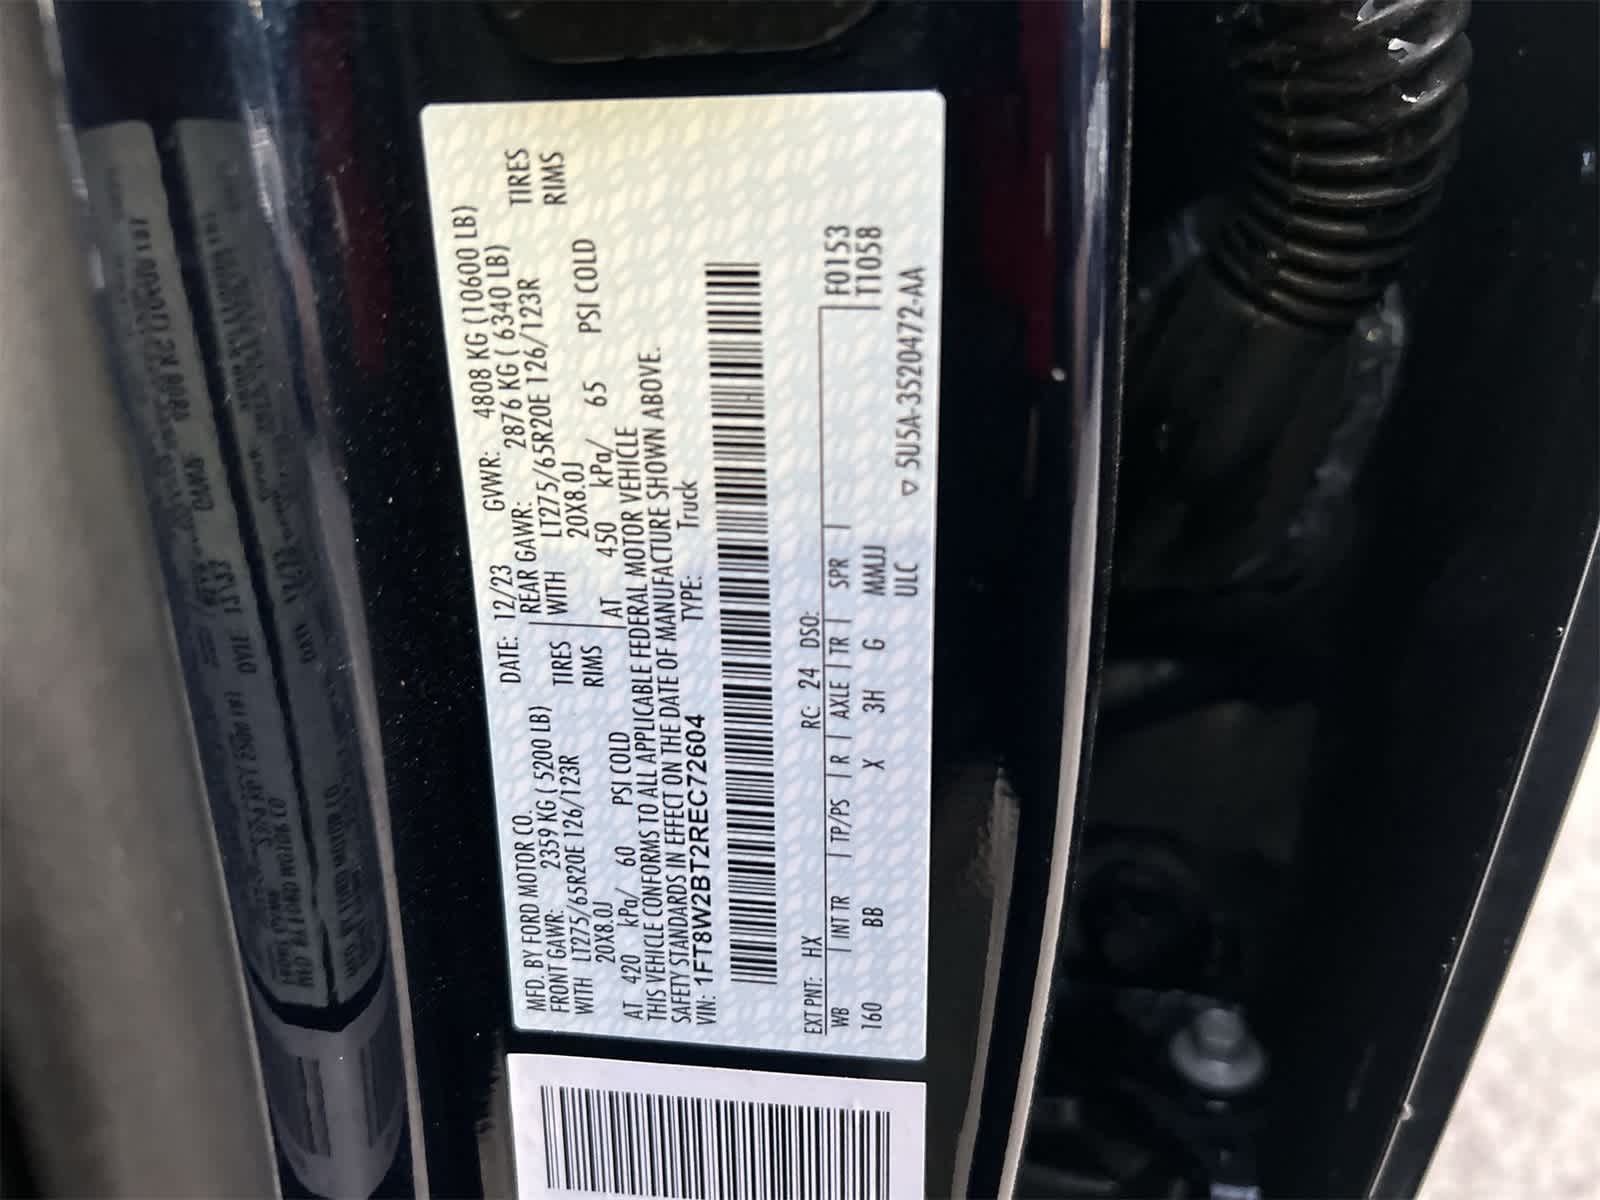 MFD. BY FORD MOTOR CO.
DATE: 12/23 GVWR: 4808 KG (10600 LB)
FRONT GAWR: 2359 KG ( 5200 LB)
REAR GAWR: 2876 KG ( 6340 LB)
WITH LT275/65R20E 126/123R TIRES
WITH LT275/65R20E 126/123R TIRES
20X8.0J RIMS
20X8.0J RIMS
AT 420 kPa/ 60 PSI COLD
AT 450 kPa/ 65 PSI COLD
THIS VEHICLE CONFORMS TO ALL APPLICABLE FEDERAL MOTOR VEHICLE
SAFETY STANDARDS IN EFFECT ON THE DATE OF MANUFACTURE SHOWN ABOVE.
VIN: 1FT8W2BT2REC72604 TYPE: Truck
EXT PNT: HX RC: 24 DSO: F0153
WB | INT TR | TP/PS | R | AXLE | TR | SPR | T1058
160 BB X 3H G MMJJ
ULC ▽ 5U5A-3520472-AA